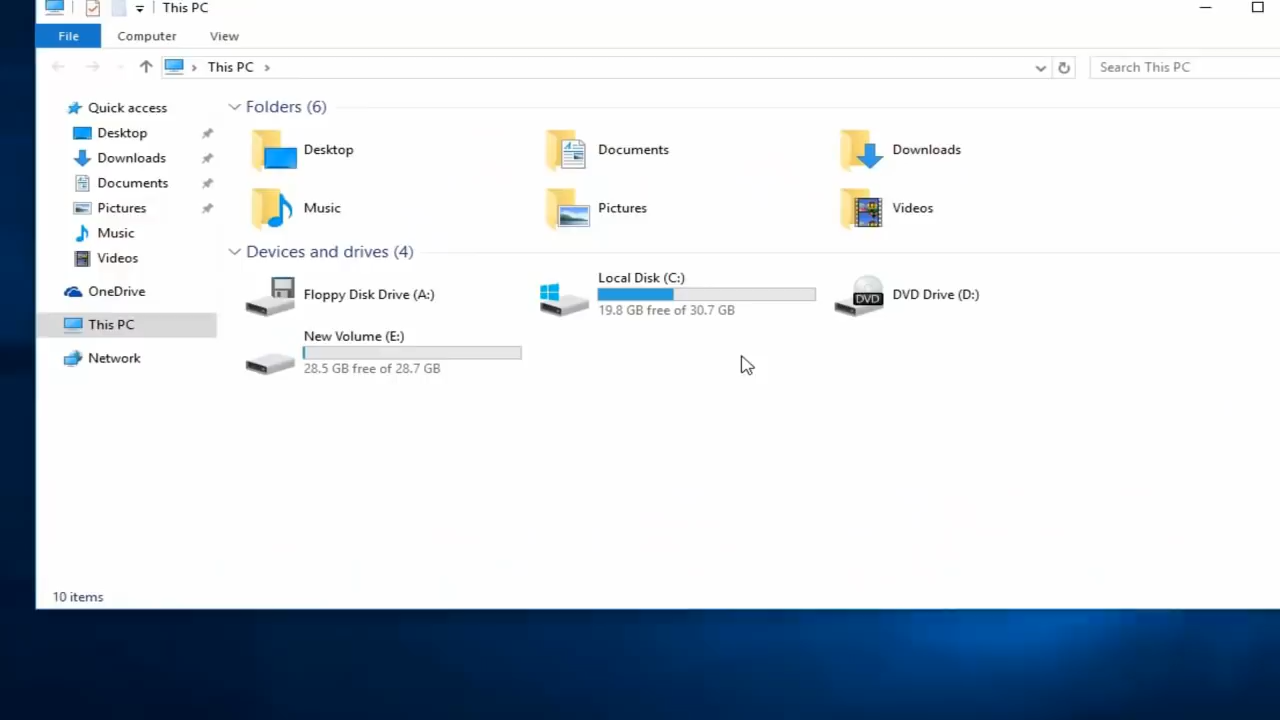 This PC
File Computer View
This PC
Search This PC
Quick access
Desktop
Downloads
Documents
Pictures
Music
Videos
OneDrive
This PC
Network
Folders (6)
Desktop Documents Downloads
Music Pictures Videos
Devices and drives (4)
Floppy Disk Drive (A:)
Local Disk (C:)
19.8 GB free of 30.7 GB
DVD
DVD Drive (D:)
New Volume (E:)
28.5 GB free of 28.7 GB
10 items